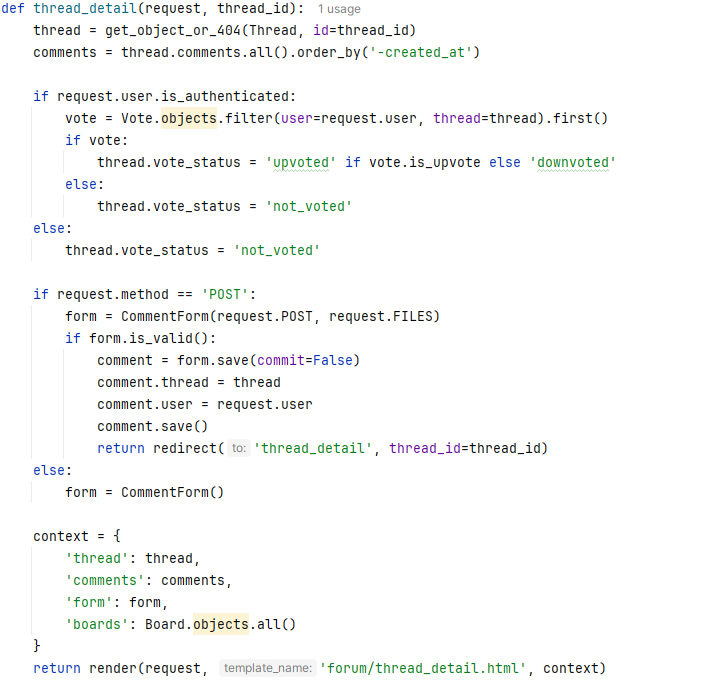 def thread_detail(request, thread_id): 1 usage
    thread = get_object_or_404(Thread, id=thread_id)
    comments = thread.comments.all().order_by('-created_at')

    if request.user.is_authenticated:
        vote = Vote.objects.filter(user=request.user, thread=thread).first()
        if vote:
            thread.vote_status = 'upvoted' if vote.is_upvote else 'downvoted'
        else:
            thread.vote_status = 'not_voted'
    else:
        thread.vote_status = 'not_voted'

    if request.method == 'POST':
        form = CommentForm(request.POST, request.FILES)
        if form.is_valid():
            comment = form.save(commit=False)
            comment.thread = thread
            comment.user = request.user
            comment.save()
            return redirect( to: 'thread_detail', thread_id=thread_id)
    else:
        form = CommentForm()

    context = {
        'thread': thread,
        'comments': comments,
        'form': form,
        'boards': Board.objects.all()
    }
    return render(request, template_name: 'forum/thread_detail.html', context)